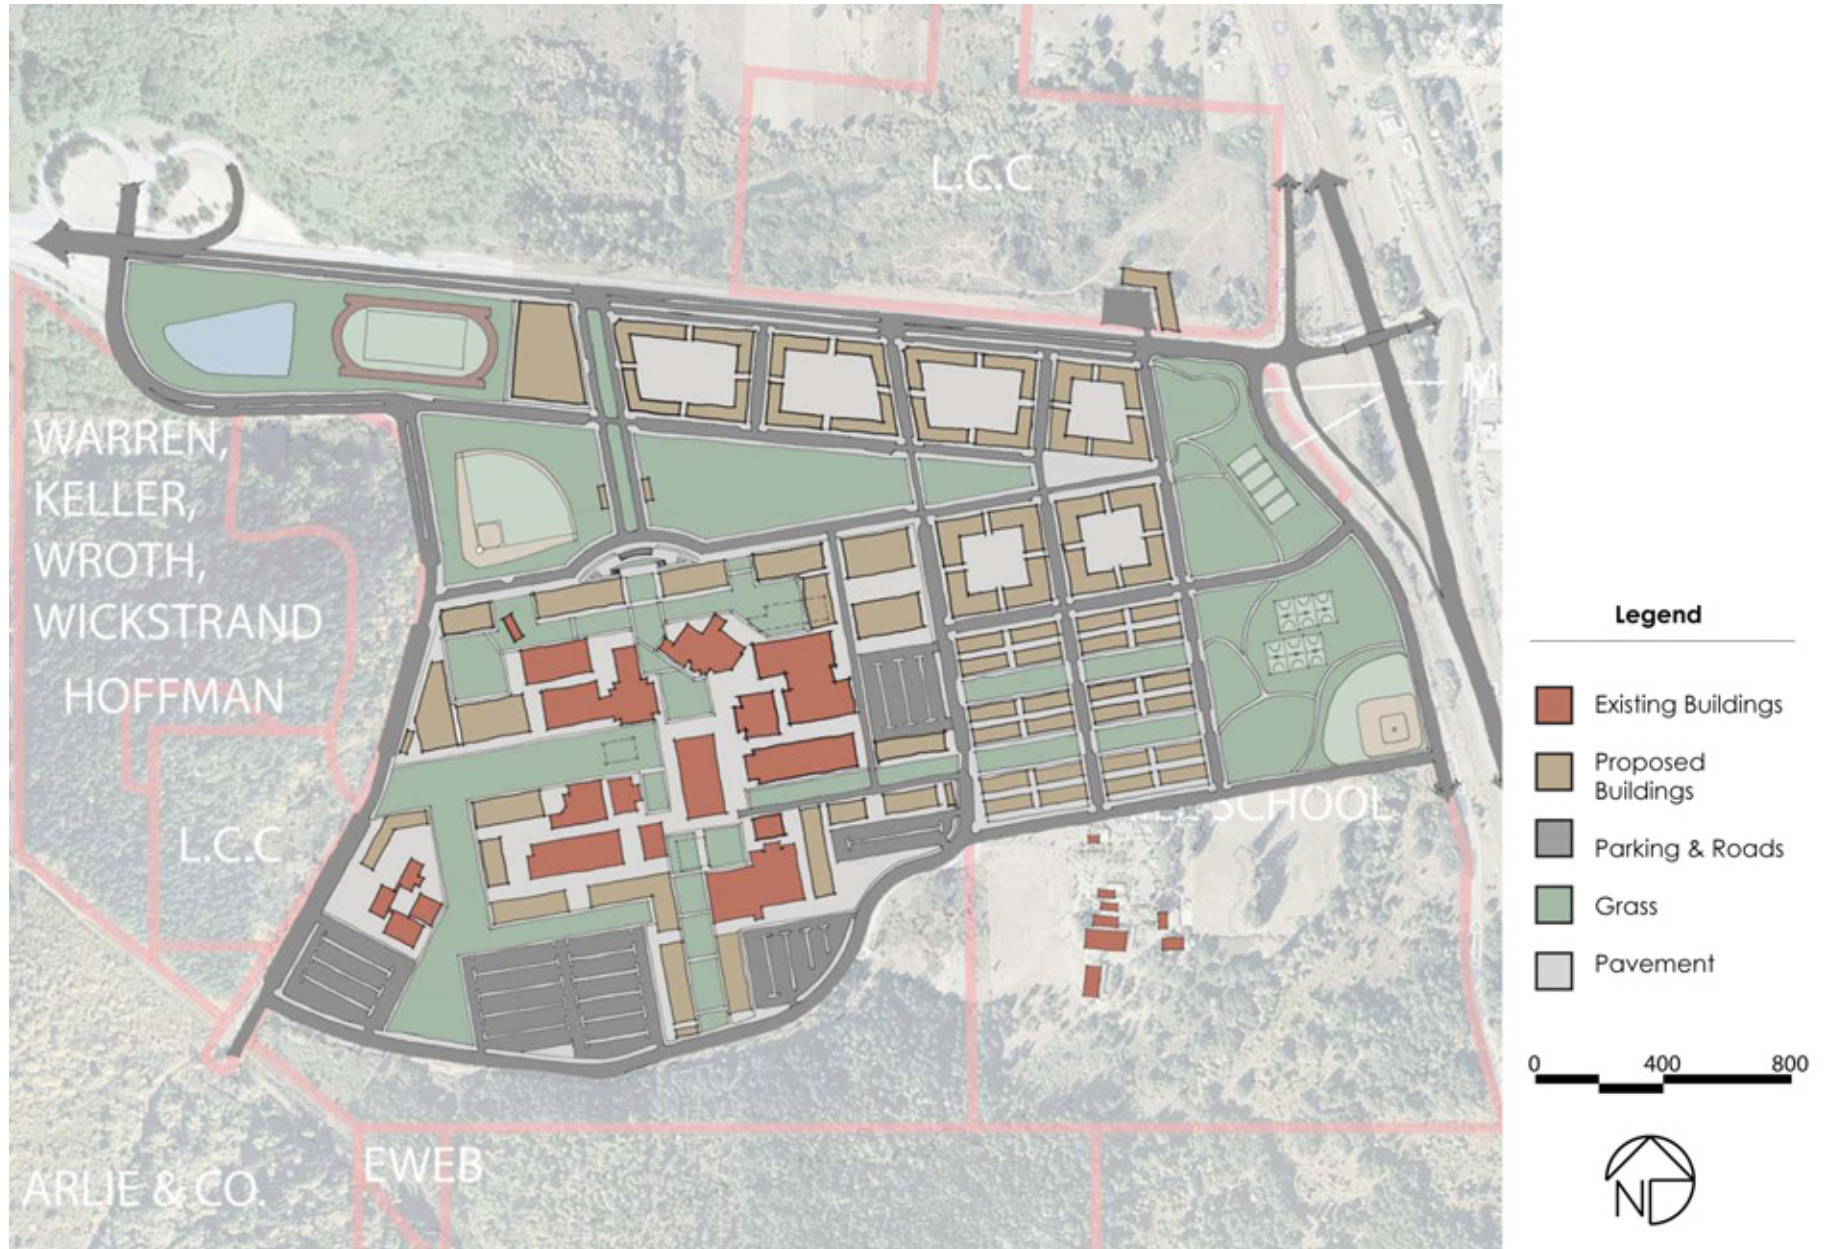 L.C.C
M
WARREN,
KELLER,
WROTH,
WICKSTRAND
HOFFMAN
L.C.C
SCHOOL
EWEB
ARLIE & CO.
Legend
Existing Buildings
Proposed
Buildings
Parking & Roads
Grass
Pavement
0 400 800
N